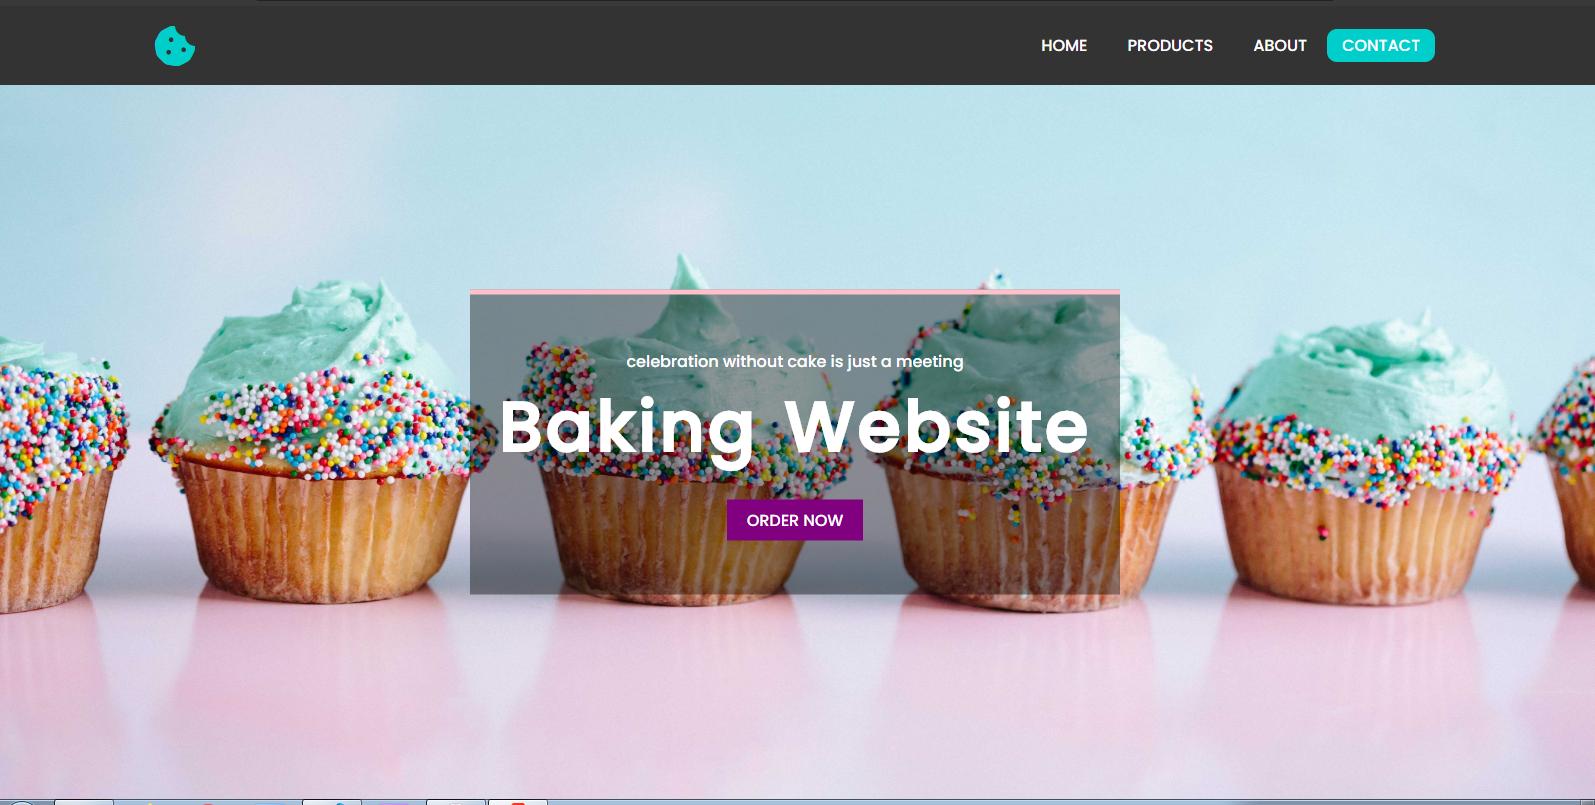 HOME PRODUCTS ABOUT CONTACT
celebration without cake is just a meeting
Baking Website
ORDER NOW